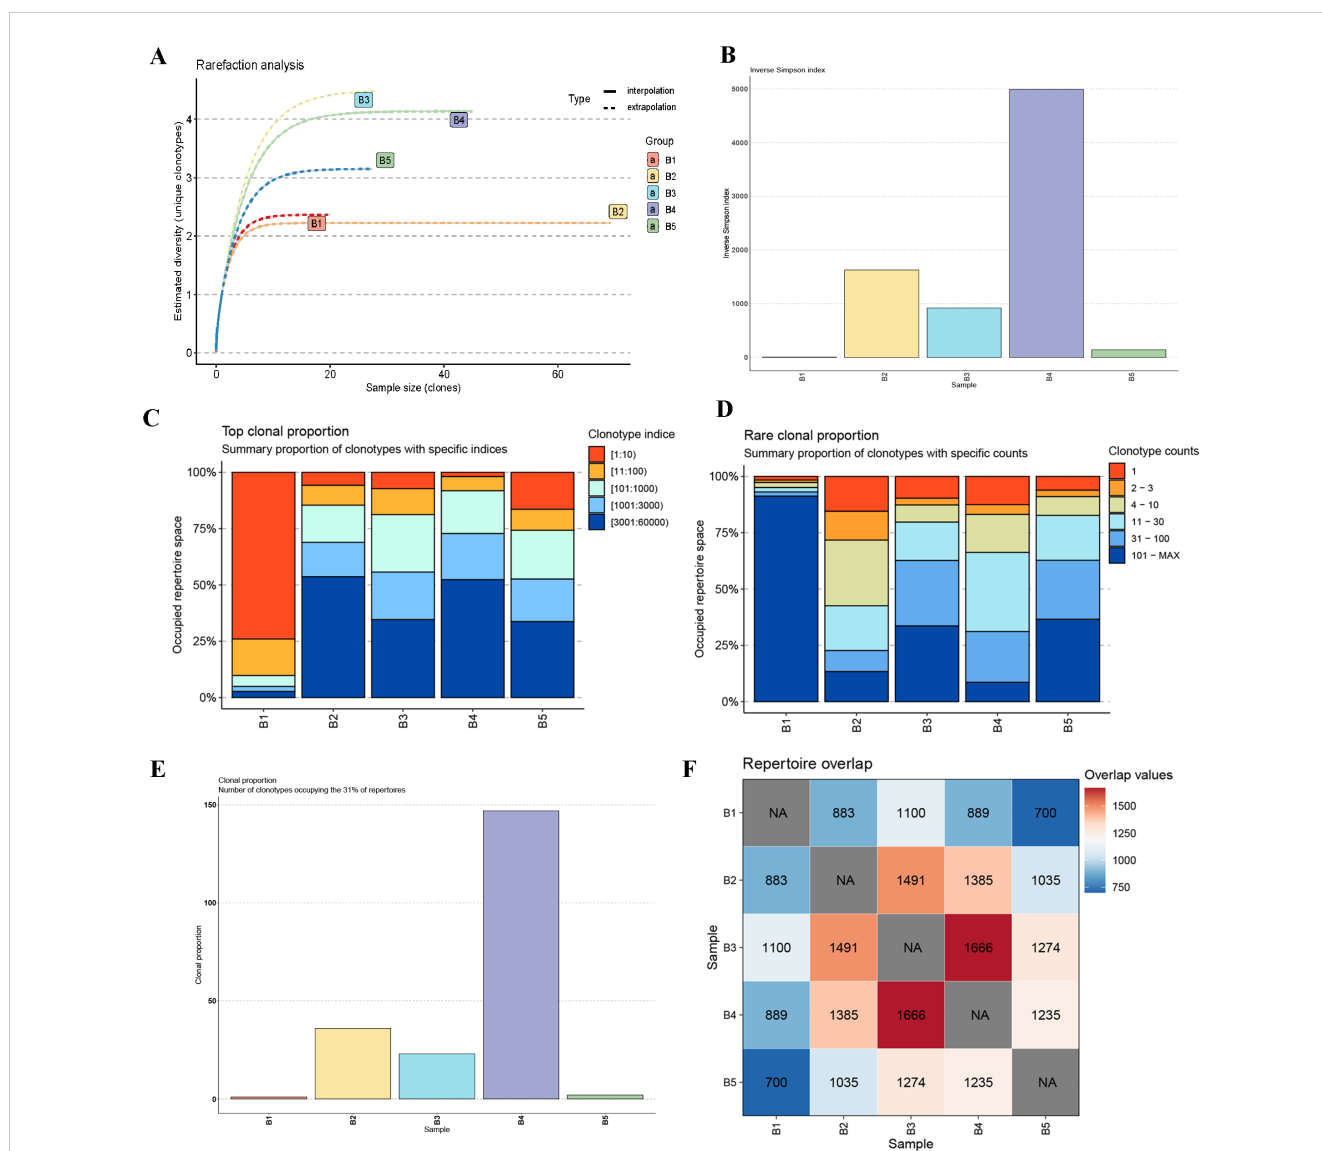 A
Rarefaction analysis
Estimated diversity (unique clonotypes)
4
3
2
1
0
0 20 40 60
Sample size (clones)
B3
B4
B5
B1
B2
Type
interpolation
extrapolation
Group
a B1
a B2
a B3
a B4
a B5
B
Inverse Simpson index
Inverse Simpson index
5000
4000
3000
2000
1000
0
B1 B2 B3 B4 B5
Sample
C
Top clonal proportion
Summary proportion of clonotypes with specific indices
Occupied repertoire space
100%
75%
50%
25%
0%
B1 B2 B3 B4 B5
Clonotype indice
[1:10)
[11:100)
[101:1000)
[1001:3000)
[3001:60000)
D
Rare clonal proportion
Summary proportion of clonotypes with specific counts
Occupied repertoire space
100%
75%
50%
25%
0%
B1 B2 B3 B4 B5
Clonotype counts
1
2 − 3
4 − 10
11 − 30
31 − 100
101 − MAX
E
Clonal proportion
Number of clonotypes occupying the 31% of repertoires
Clonal proportion
150
100
50
0
B1 B2 B3 B4 B5
Sample
F
Repertoire overlap
Sample
B1 NA 883 1100 889 700
B2 883 NA 1491 1385 1035
B3 1100 1491 NA 1666 1274
B4 889 1385 1666 NA 1235
B5 700 1035 1274 1235 NA
B1 B2 B3 B4 B5
Sample
Overlap values
1500
1250
1000
750